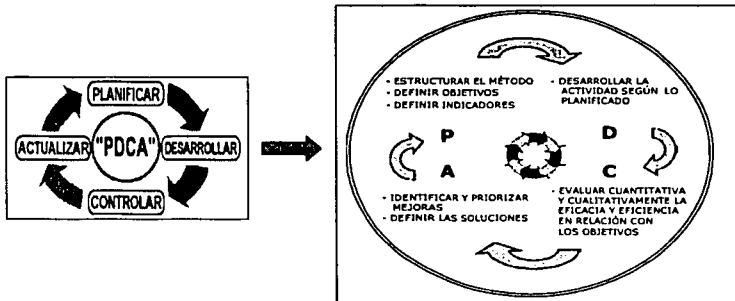 PLANIFICAR
ACTUALIZAR
"PDCA"
DESARROLLAR
CONTROLAR
- ESTRUCTURAR EL MÉTODO
- DEFINIR OBJETIVOS
- DEFINIR INDICADORES
- DESARROLLAR LA
ACTIVIDAD SEGÚN LO
PLANIFICADO
P
D
A
C
- IDENTIFICAR Y PRIORIZAR
MEJORAS
- DEFINIR LAS SOLUCIONES
- EVALUAR CUANTITATIVA
Y CUALITATIVAMENTE LA
EFICACIA Y EFICIENCIA
EN RELACIÓN CON
LOS OBJETIVOS